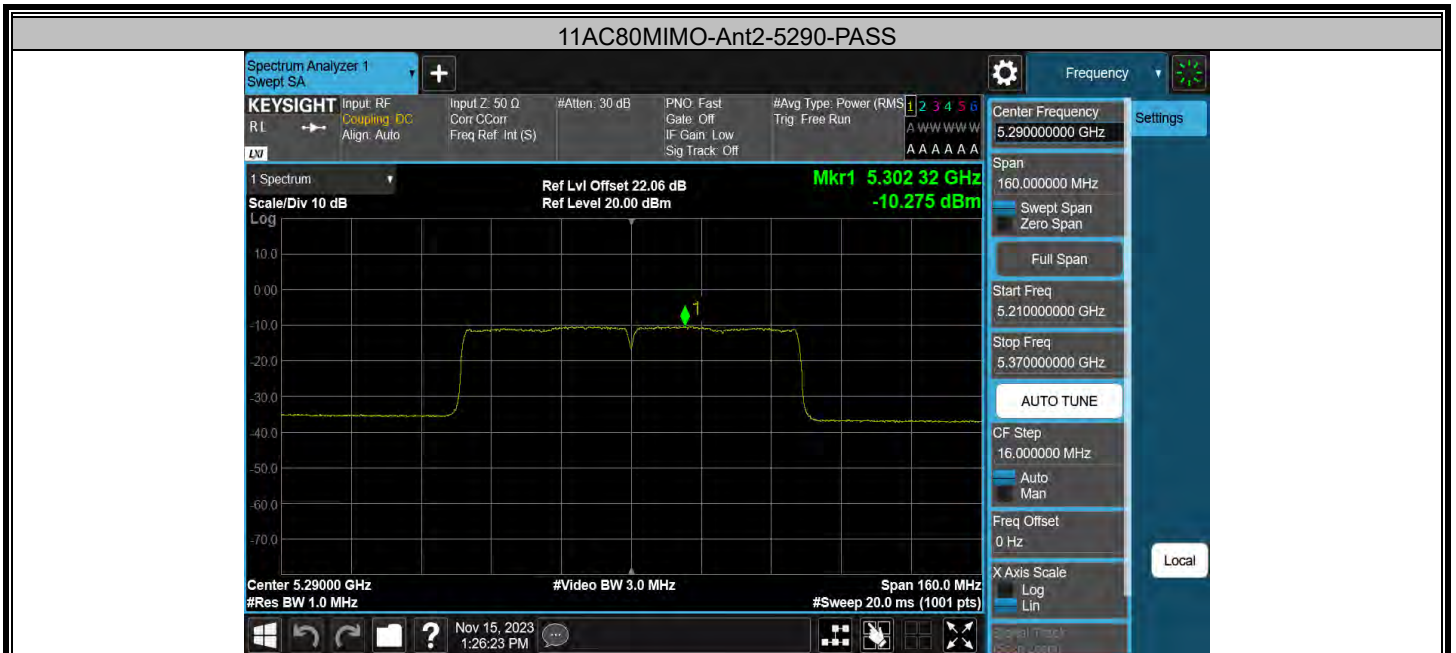 11AC80MIMO-Ant2-5290-PASS
Spectrum Analyzer 1
Swept SA
Frequency
KEYSIGHT
RL
LXI
Input: RF
Coupling: DC
Align: Auto
Input Z: 50 Ω
Corr CCorr
Freq Ref: Int (S)
#Atten: 30 dB
PNO: Fast
Gate: Off
IF Gain: Low
Sig Track: Off
#Avg Type: Power (RMS
Trig: Free Run
1 2 3 4 5 6
A W W W W W
A A A A A A
Center Frequency
5.290000000 GHz
Settings
Span
160.000000 MHz
Swept Span
Zero Span
Full Span
Start Freq
5.210000000 GHz
Stop Freq
5.370000000 GHz
AUTO TUNE
CF Step
16.000000 MHz
Auto
Man
Freq Offset
0 Hz
X Axis Scale
Log
Lin
Local
1 Spectrum
Scale/Div 10 dB
Log
Ref Lvl Offset 22.06 dB
Ref Level 20.00 dBm
Mkr1 5.302 32 GHz
-10.275 dBm
10.0
0.00
-10.0
-20.0
-30.0
-40.0
-50.0
-60.0
-70.0
1
Center 5.29000 GHz
#Res BW 1.0 MHz
#Video BW 3.0 MHz
Span 160.0 MHz
#Sweep 20.0 ms (1001 pts)
?
Nov 15, 2023
1:26:23 PM